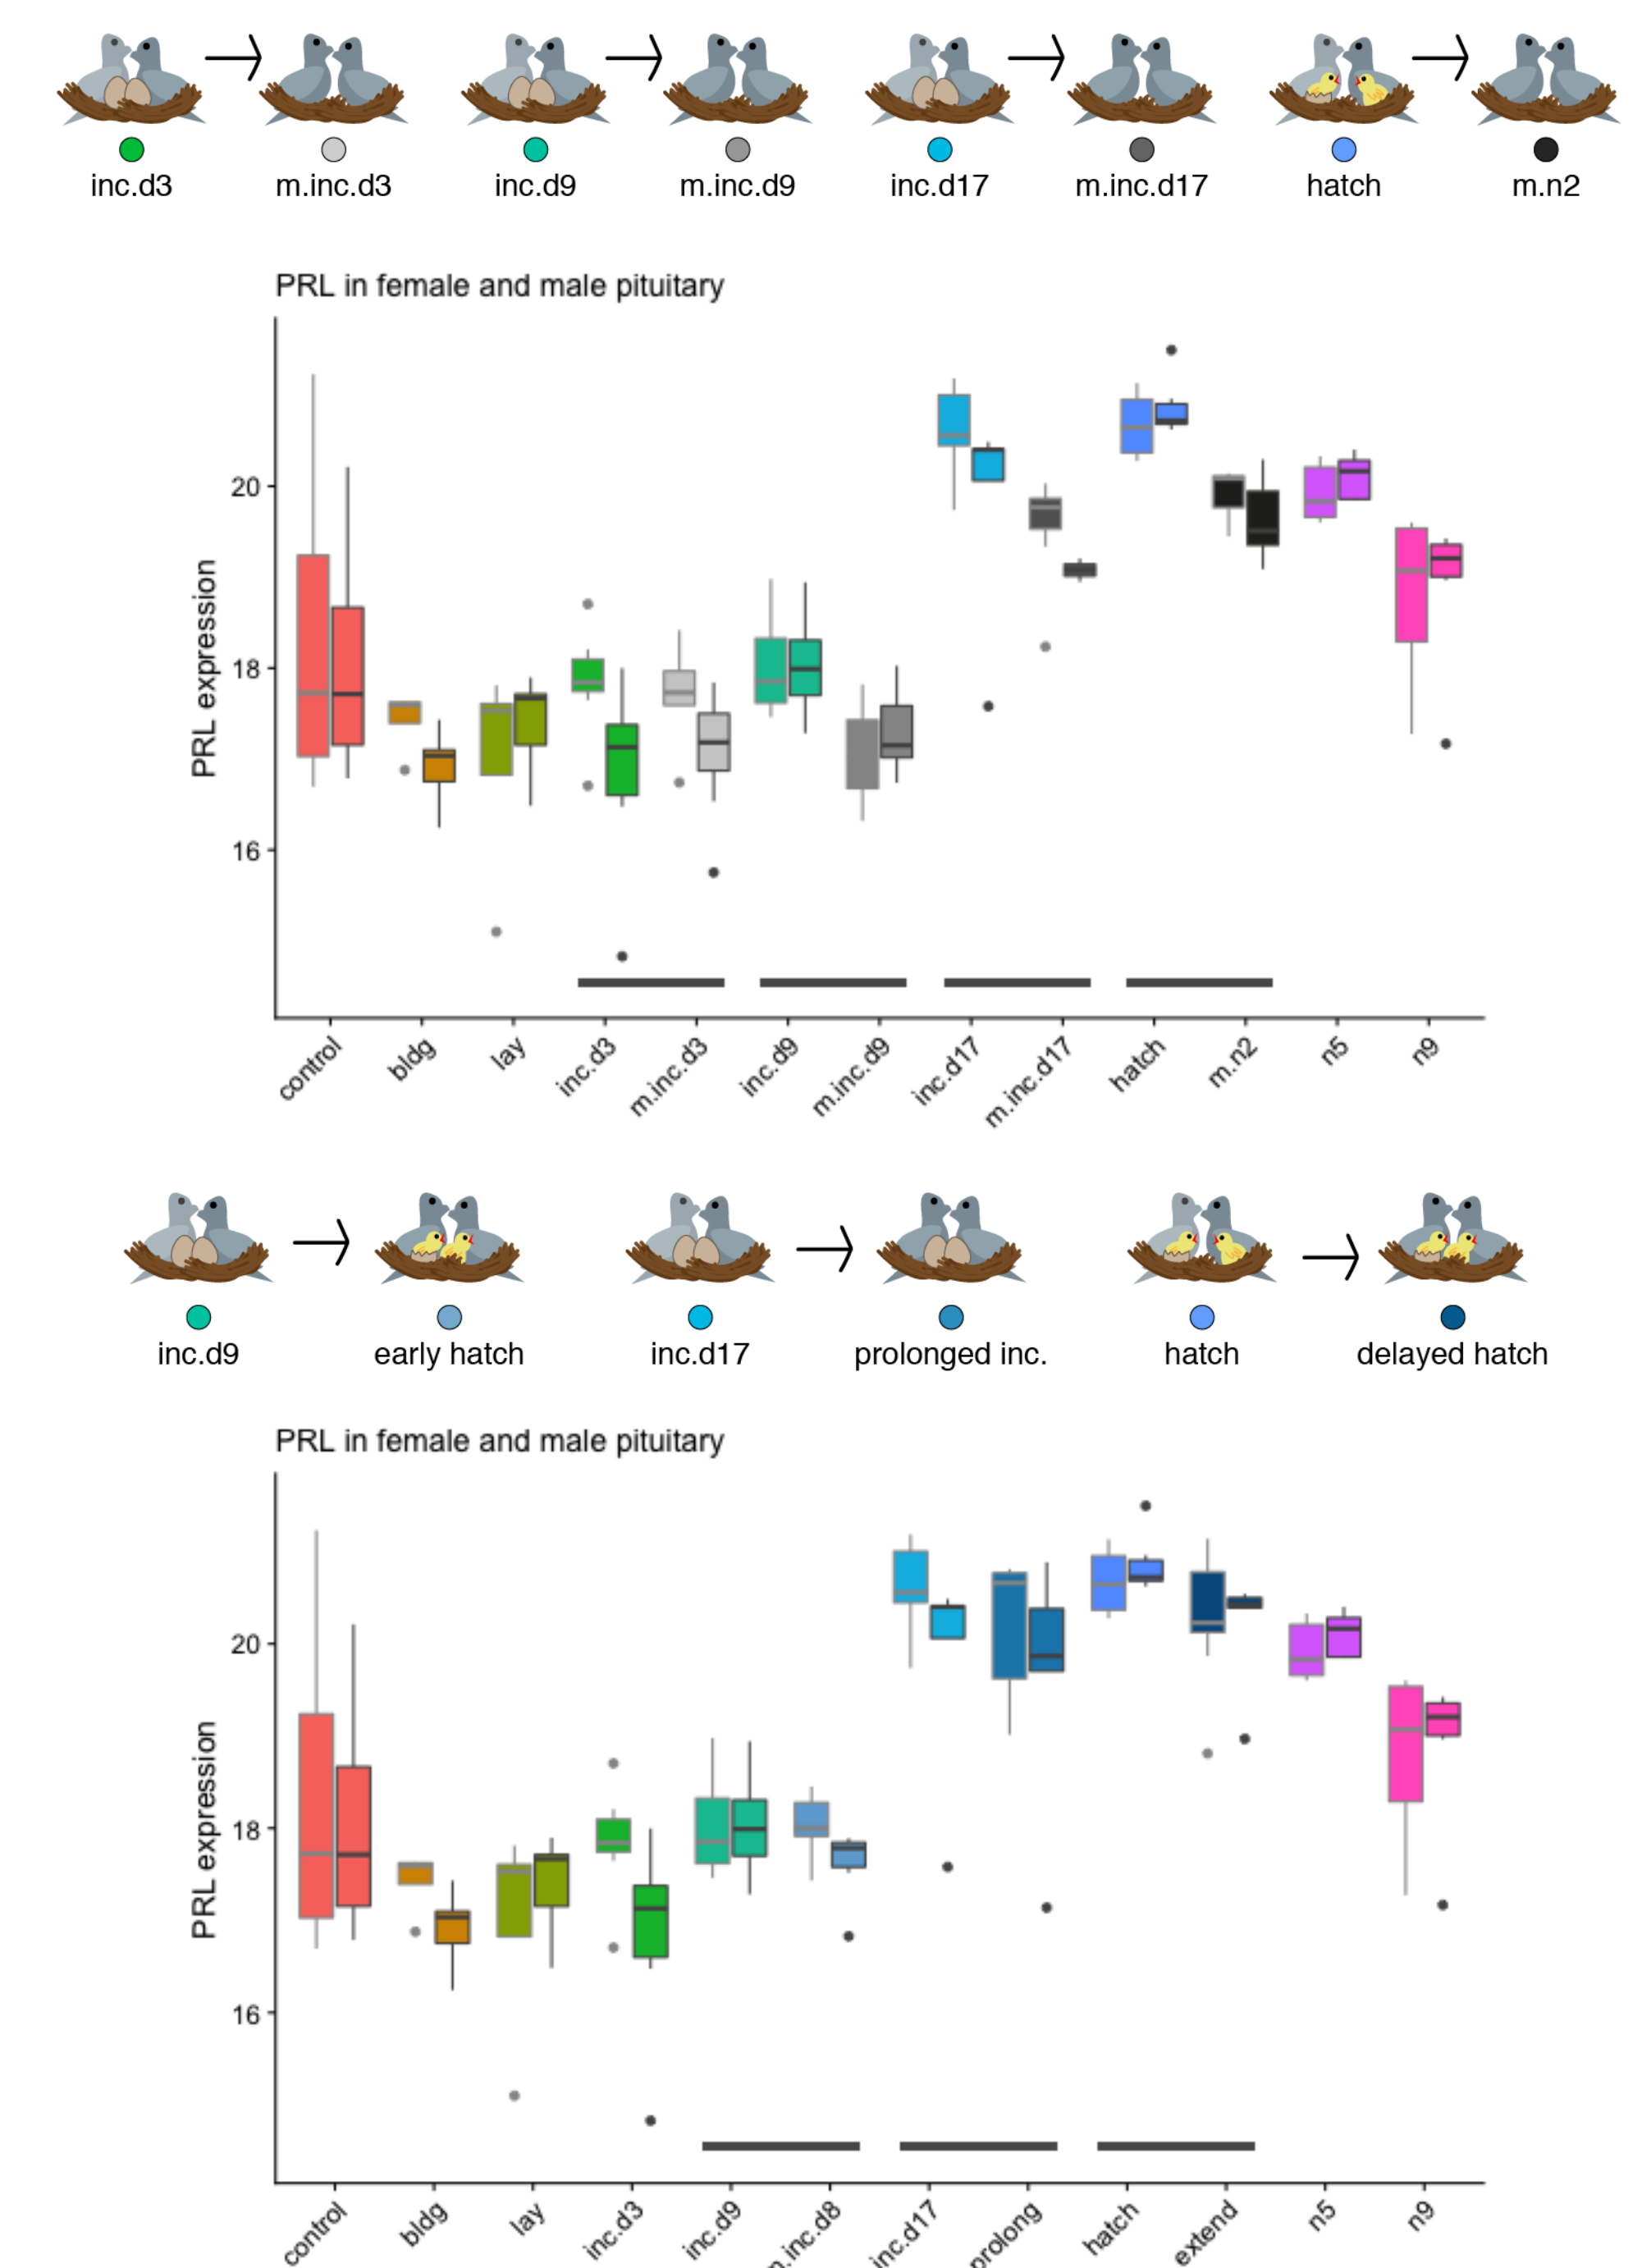 inc.d3 m.inc.d3 inc.d9 m.inc.d9 inc.d17 m.inc.d17 hatch m.n2
PRL in female and male pituitary
PRL expression
20
18
16
control bldg lay inc.d3 m.inc.d3 inc.d9 m.inc.d9 inc.d17 m.inc.d17 hatch m.n2 n5 n9
inc.d9 early hatch inc.d17 prolonged inc. hatch delayed hatch
PRL in female and male pituitary
PRL expression
20
18
16
control bldg lay inc.d3 inc.d9 m.inc.d8 inc.d17 prolong hatch extend n5 n9